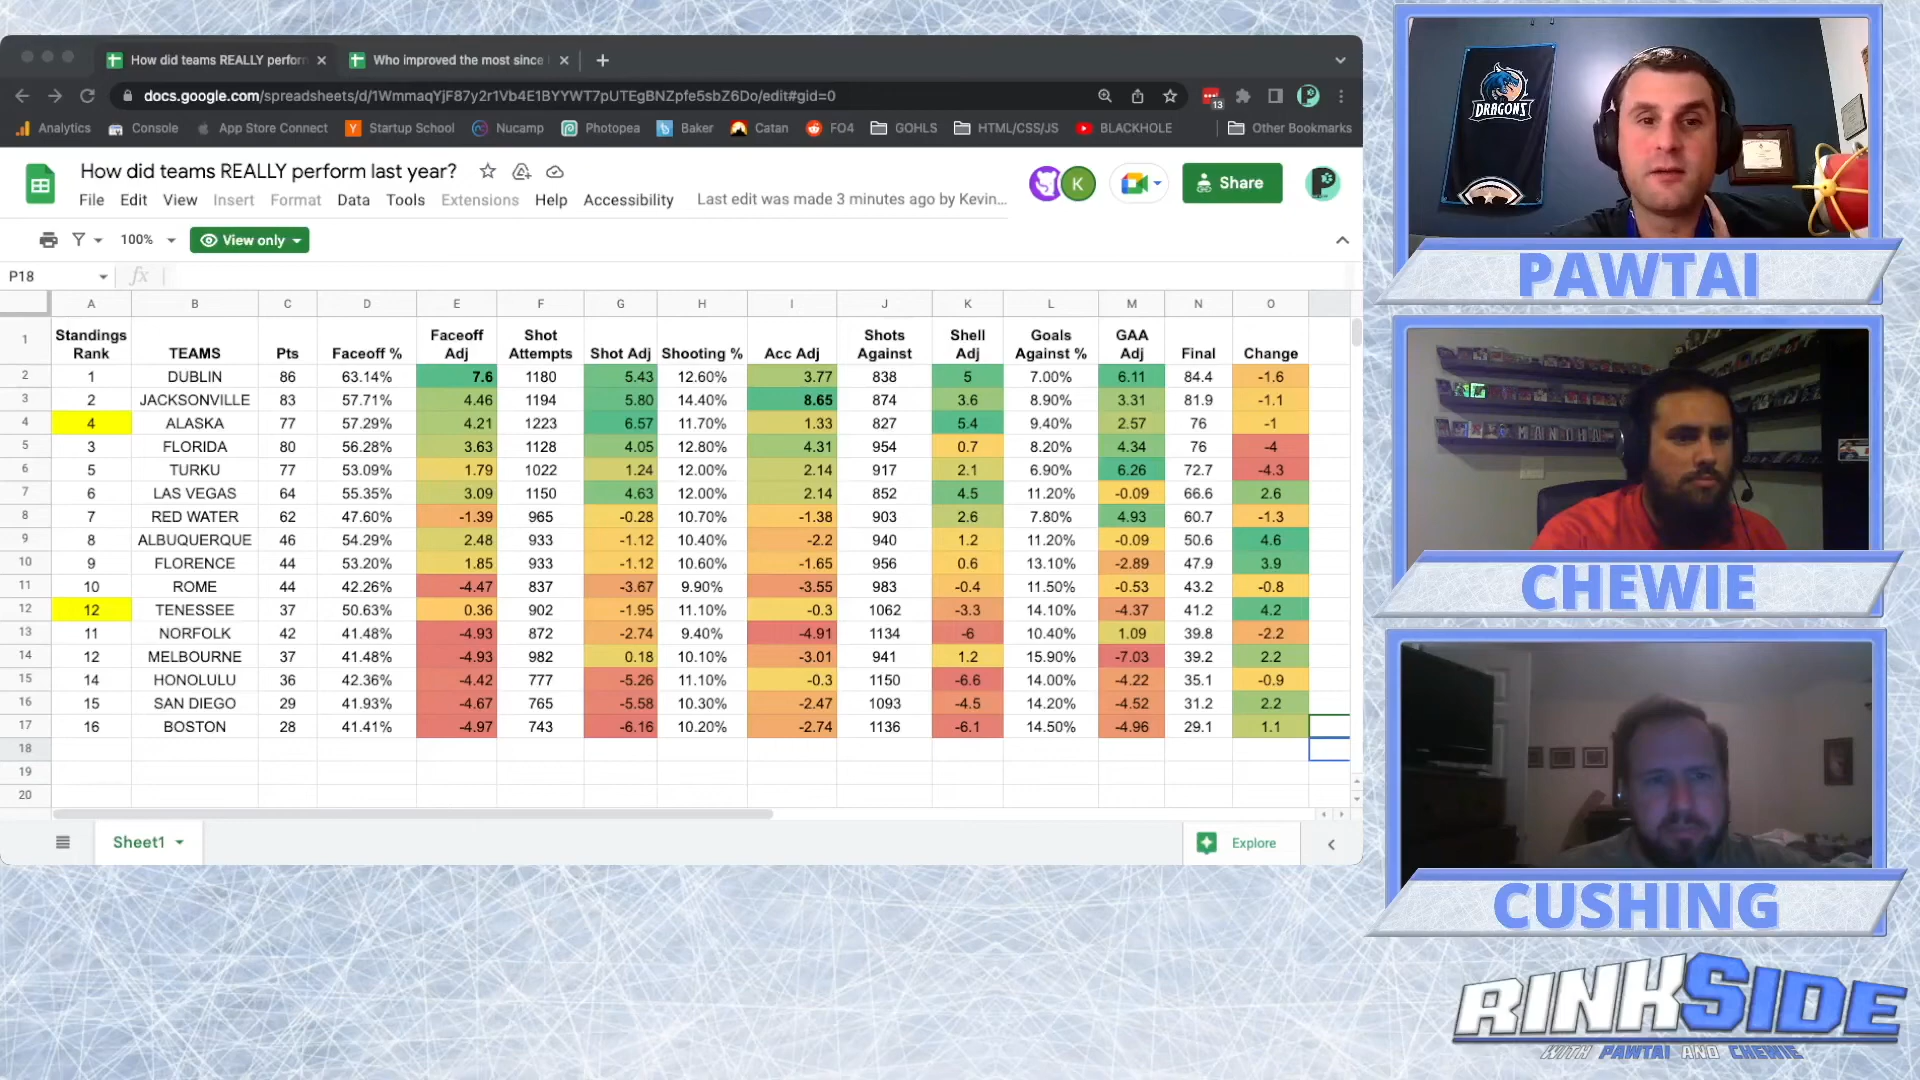 How did teams REALLY perforn
Who improved the most since
docs.google.com/spreadsheets/d/1WmmaqYjF87y2r1Vb4E1BYYWT7pUTEgBNZpfe5sbZ6Do/edit#gid=0
13
Analytics Console App Store Connect Startup School Nucamp Photopea Baker Catan FO4 GOHLS HTML/CSS/JS BLACKHOLE Other Bookmarks
How did teams REALLY perform last year?
K Share
File Edit View Insert Format Data Tools Extensions Help Accessibility Last edit was made 3 minutes ago by Kevin...
100% View only
P18 fx
A B C D E F G H I J K L M N O
1 Standings Rank TEAMS Pts Faceoff % Faceoff Adj Shot Attempts Shot Adj Shooting % Acc Adj Shots Against Shell Adj Goals Against % GAA Adj Final Change
2 1 DUBLIN 86 63.14% 7.6 1180 5.43 12.60% 3.77 838 5 7.00% 6.11 84.4 -1.6
3 2 JACKSONVILLE 83 57.71% 4.46 1194 5.80 14.40% 8.65 874 3.6 8.90% 3.31 81.9 -1.1
4 4 ALASKA 77 57.29% 4.21 1223 6.57 11.70% 1.33 827 5.4 9.40% 2.57 76 -1
5 3 FLORIDA 80 56.28% 3.63 1128 4.05 12.80% 4.31 954 0.7 8.20% 4.34 76 -4
6 5 TURKU 77 53.09% 1.79 1022 1.24 12.00% 2.14 917 2.1 6.90% 6.26 72.7 -4.3
7 6 LAS VEGAS 64 55.35% 3.09 1150 4.63 12.00% 2.14 852 4.5 11.20% -0.09 66.6 2.6
8 7 RED WATER 62 47.60% -1.39 965 -0.28 10.70% -1.38 903 2.6 7.80% 4.93 60.7 -1.3
9 8 ALBUQUERQUE 46 54.29% 2.48 933 -1.12 10.40% -2.2 940 1.2 11.20% -0.09 50.6 4.6
10 9 FLORENCE 44 53.20% 1.85 933 -1.12 10.60% -1.65 956 0.6 13.10% -2.89 47.9 3.9
11 10 ROME 44 42.26% -4.47 837 -3.67 9.90% -3.55 983 -0.4 11.50% -0.53 43.2 -0.8
12 12 TENESSEE 37 50.63% 0.36 902 -1.95 11.10% -0.3 1062 -3.3 14.10% -4.37 41.2 4.2
13 11 NORFOLK 42 41.48% -4.93 872 -2.74 9.40% -4.91 1134 -6 10.40% 1.09 39.8 -2.2
14 12 MELBOURNE 37 41.48% -4.93 982 0.18 10.10% -3.01 941 1.2 15.90% -7.03 39.2 2.2
15 14 HONOLULU 36 42.36% -4.42 777 -5.26 11.10% -0.3 1150 -6.6 14.00% -4.22 35.1 -0.9
16 15 SAN DIEGO 29 41.93% -4.67 765 -5.58 10.30% -2.47 1093 -4.5 14.20% -4.52 31.2 2.2
17 16 BOSTON 28 41.41% -4.97 743 -6.16 10.20% -2.74 1136 -6.1 14.50% -4.96 29.1 1.1
18
19
20
Sheet1 Explore
DRAGONS
PAWTAI
CHEWIE
CUSHING
RINKSIDE
WITH PAWTAI AND CHEWIE